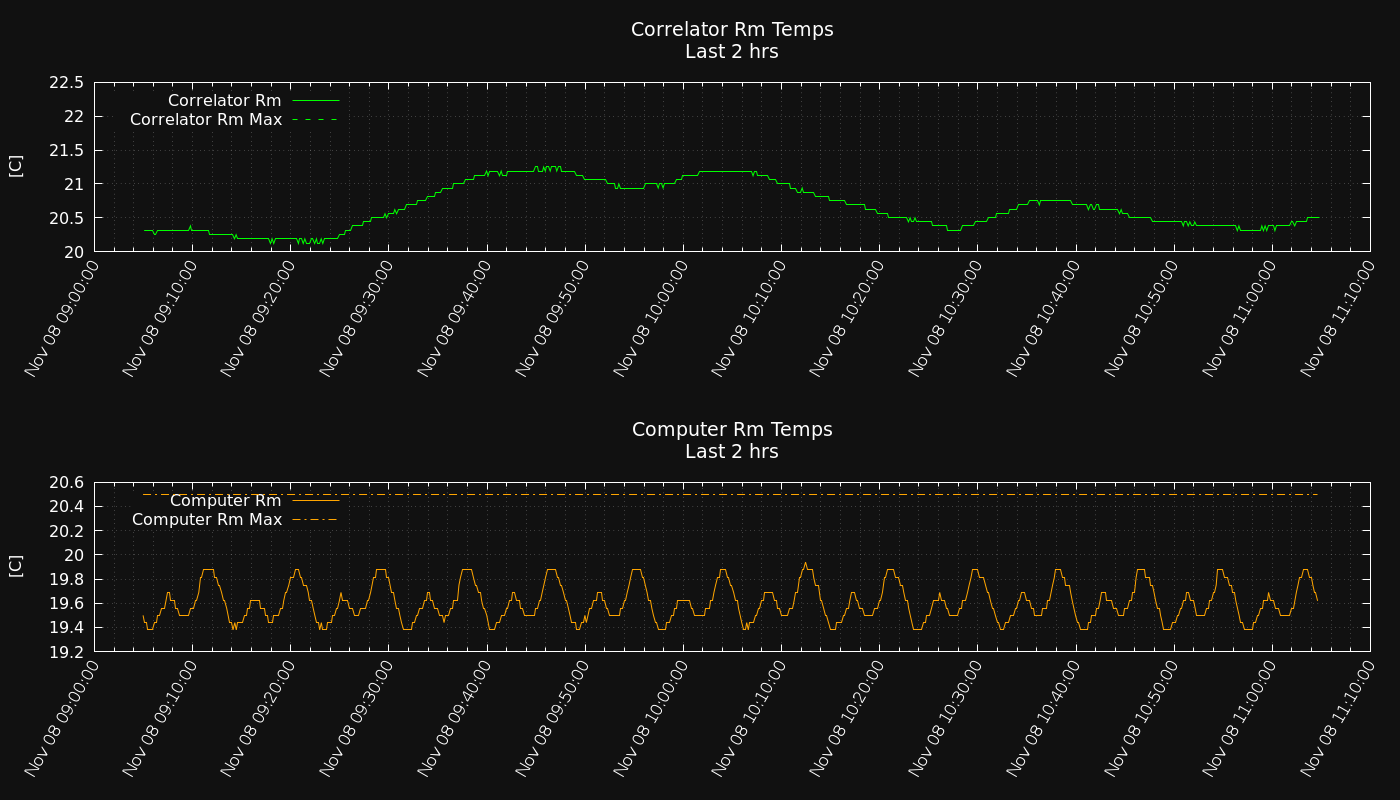 Correlator Rm Temps
Last 2 hrs
22.5
22
21.5
21
20.5
20
[C]
Correlator Rm
Correlator Rm Max
Nov 08 09:00:00
Nov 08 09:10:00
Nov 08 09:20:00
Nov 08 09:30:00
Nov 08 09:40:00
Nov 08 09:50:00
Nov 08 10:00:00
Nov 08 10:10:00
Nov 08 10:20:00
Nov 08 10:30:00
Nov 08 10:40:00
Nov 08 10:50:00
Nov 08 11:00:00
Nov 08 11:10:00
Computer Rm Temps
Last 2 hrs
20.6
20.4
20.2
20
19.8
19.6
19.4
19.2
[C]
Computer Rm
Computer Rm Max
Nov 08 09:00:00
Nov 08 09:10:00
Nov 08 09:20:00
Nov 08 09:30:00
Nov 08 09:40:00
Nov 08 09:50:00
Nov 08 10:00:00
Nov 08 10:10:00
Nov 08 10:20:00
Nov 08 10:30:00
Nov 08 10:40:00
Nov 08 10:50:00
Nov 08 11:00:00
Nov 08 11:10:00